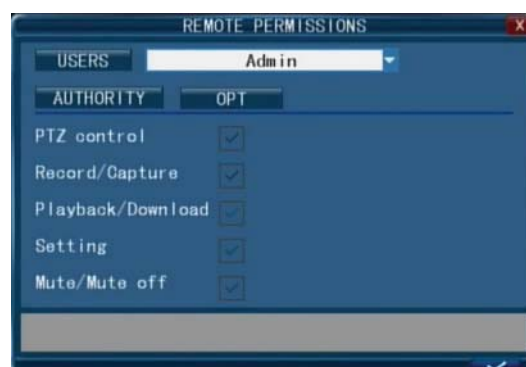 REMOTE PERMISSIONS X
USERS Admin
AUTHORITY OPT
PTZ control
Record/Capture
Playback/Download
Setting
Mute/Mute off